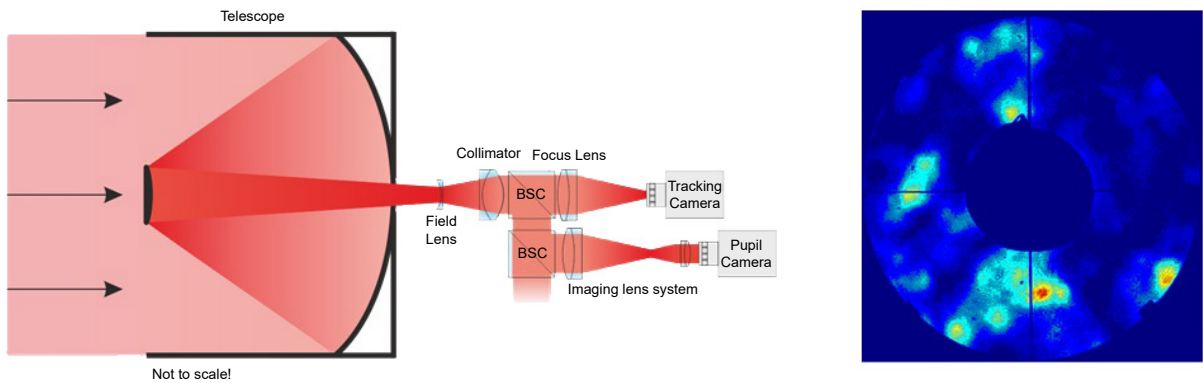 Telescope
Collimator
Focus Lens
BSC
Tracking
Camera
Field
Lens
BSC
Pupil
Camera
Imaging lens system
Not to scale!